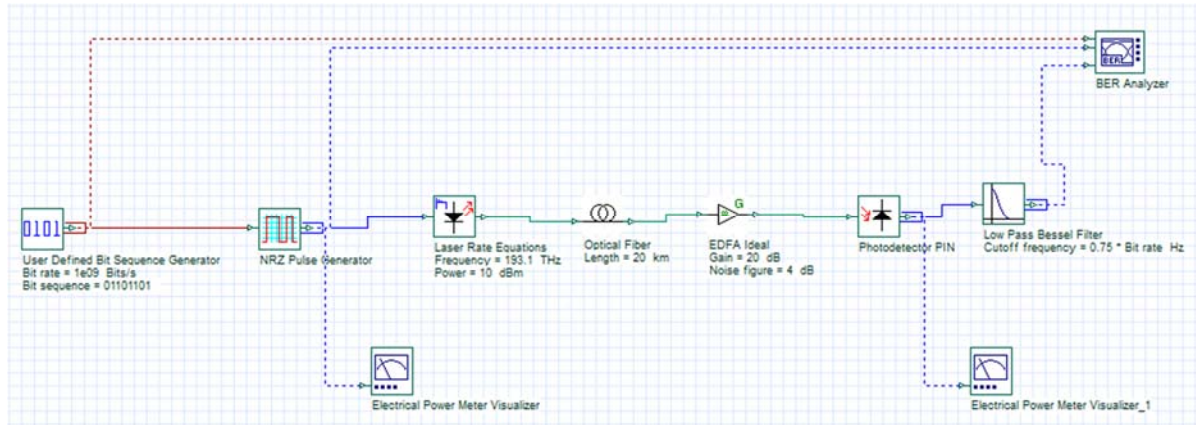 BER
BER Analyzer
0101
User Defined Bit Sequence Generator
Bit rate = 1e09 Bits/s
Bit sequence = 01101101
NRZ Pulse Generator
Laser Rate Equations
Frequency = 193.1 THz
Power = 10 dBm
Optical Fiber
Length = 20 km
G
EDFA Ideal
Gain = 20 dB
Noise figure = 4 dB
Photodetector PIN
Low Pass Bessel Filter
Cutoff frequency = 0.75 * Bit rate Hz
Electrical Power Meter Visualizer
Electrical Power Meter Visualizer_1